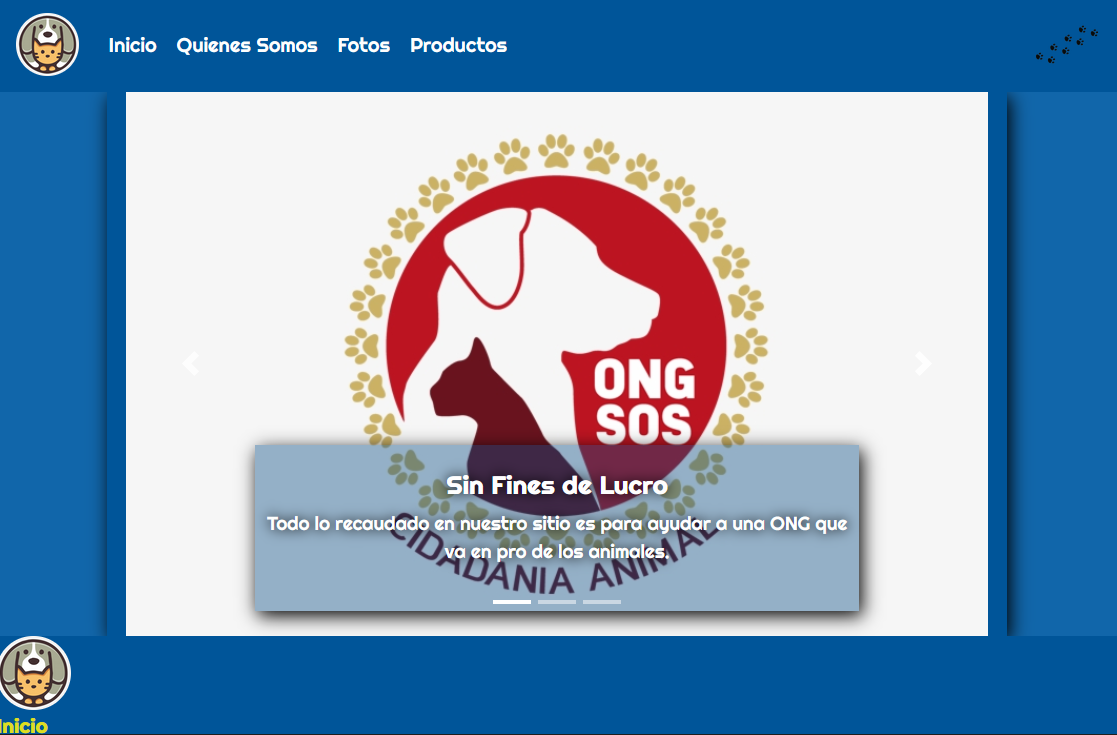 Inicio Quienes Somos Fotos Productos
ONG
SOS
Sin Fines de Lucro
Todo lo recaudado en nuestro sitio es para ayudar a una ONG que
va en pro de los animales.
CIDADANIA ANIMAL
Inicio